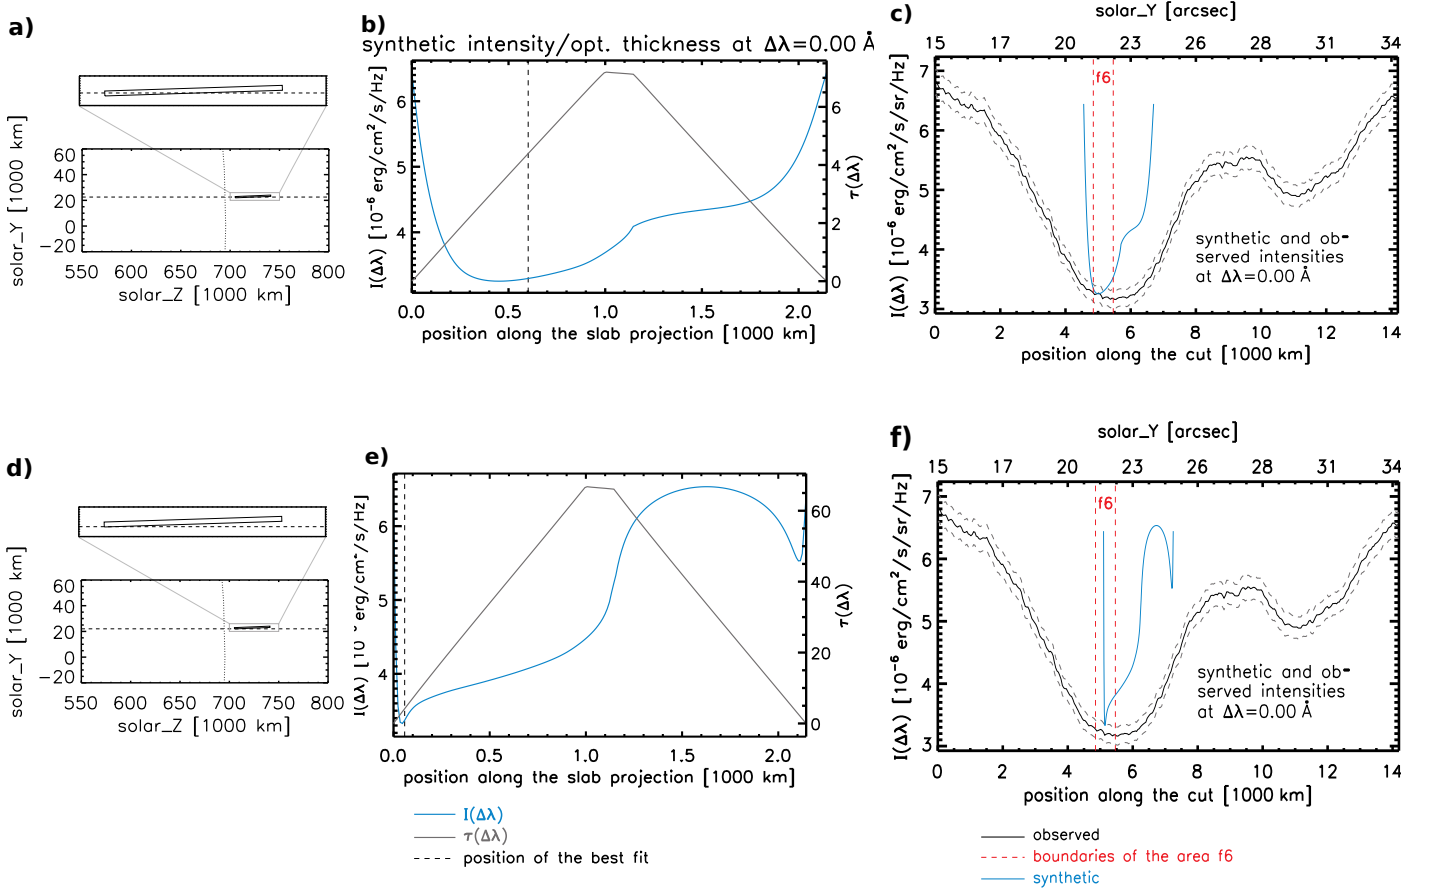 a)
solar_Y [1000 km]
60
40
20
0
−20
550 600 650 700 750 800
solar_Z [1000 km]
b)
synthetic intensity/opt. thickness at Δλ=0.00 Å
I(Δλ) [10⁻⁶ erg/cm²/s/Hz]
6
5
4
τ(Δλ)
6
4
2
0
0.0 0.5 1.0 1.5 2.0
position along the slab projection [1000 km]
c)
solar_Y [arcsec]
15 17 20 22 23 26 28 31 34
I(Δλ) [10⁻⁶ erg/cm²/s/sr/Hz]
7
6
5
4
3
f6
synthetic and ob-
served intensities
at Δλ=0.00 Å
0 2 4 6 8 10 12 14
position along the cut [1000 km]
d)
solar_Y [1000 km]
60
40
20
0
−20
550 600 650 700 750 800
solar_Z [1000 km]
e)
I(Δλ) [10⁻⁶ erg/cm²/s/Hz]
6
5
4
τ(Δλ)
60
40
20
0
0.0 0.5 1.0 1.5 2.0
position along the slab projection [1000 km]
I(Δλ)
τ(Δλ)
position of the best fit
f)
solar_Y [arcsec]
15 17 20 22 23 26 28 31 34
I(Δλ) [10⁻⁶ erg/cm²/s/sr/Hz]
7
6
5
4
3
f6
synthetic and ob-
served intensities
at Δλ=0.00 Å
0 2 4 6 8 10 12 14
position along the cut [1000 km]
observed
boundaries of the area f6
synthetic